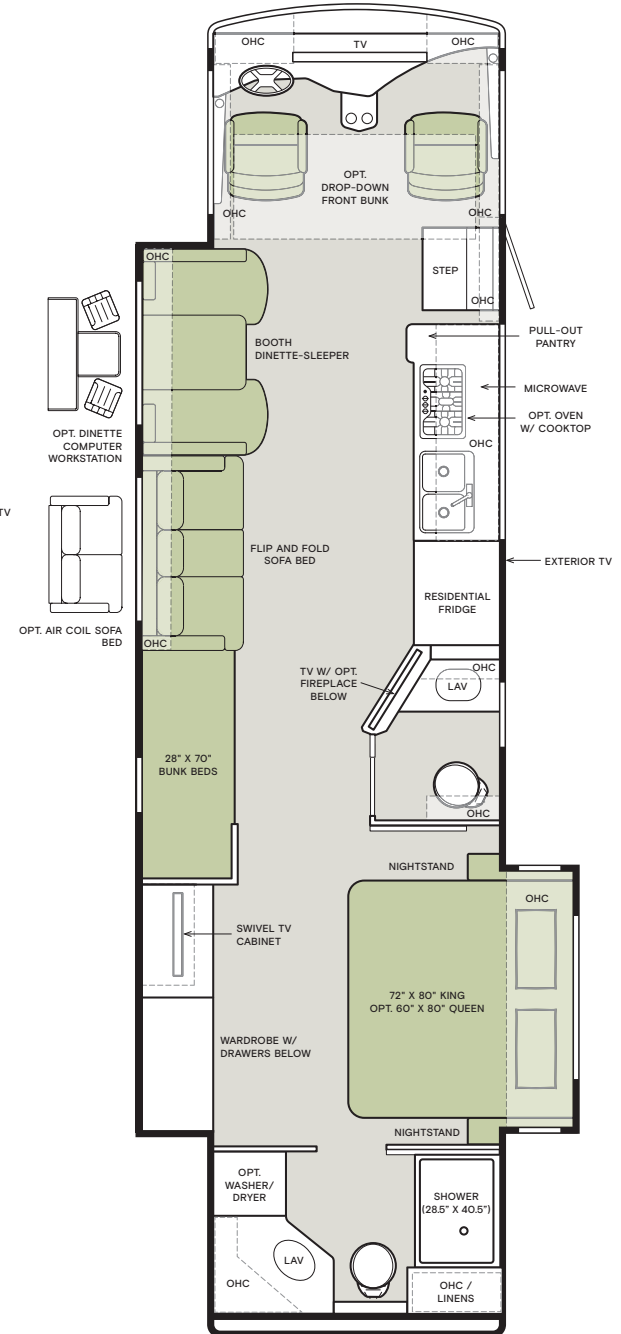 OHC
TV
OHC
OPT.
DROP-DOWN
FRONT BUNK
OHC
OHC
OHC
STEP
OHC
BOOTH
DINETTE-SLEEPER
PULL-OUT
PANTRY
MICROWAVE
OPT. OVEN
W/ COOKTOP
OHC
OPT. DINETTE
COMPUTER
WORKSTATION
TV
FLIP AND FOLD
SOFA BED
EXTERIOR TV
RESIDENTIAL
FRIDGE
OPT. AIR COIL SOFA
BED
OHC
TV W/ OPT.
FIREPLACE
BELOW
OHC
LAV
28" X 70"
BUNK BEDS
OHC
NIGHTSTAND
OHC
SWIVEL TV
CABINET
72" X 80" KING
OPT. 60" X 80" QUEEN
WARDROBE W/
DRAWERS BELOW
NIGHTSTAND
OPT.
WASHER/
DRYER
SHOWER
(28.5" X 40.5")
LAV
OHC
OHC /
LINENS